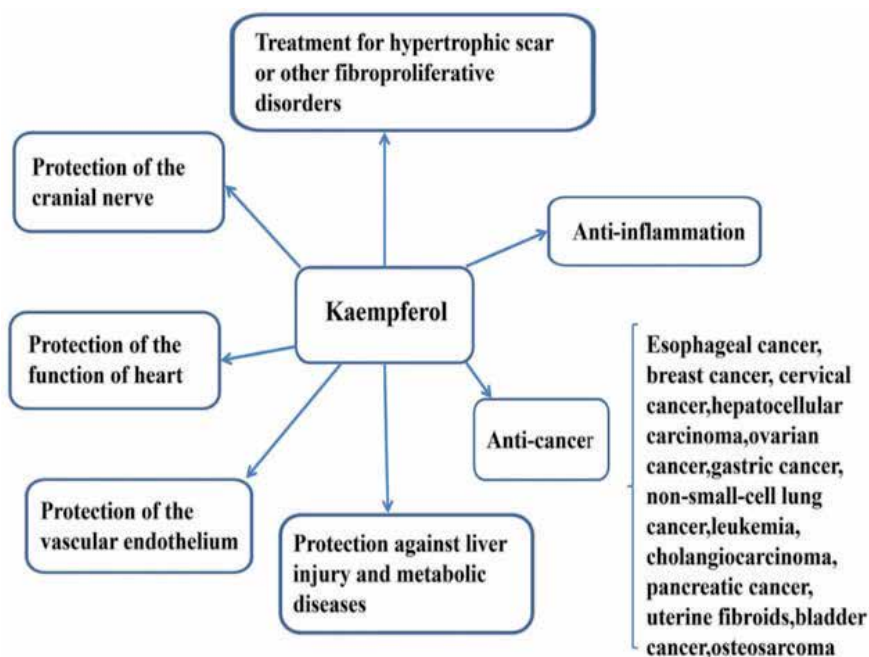 Treatment for hypertrophic scar
or other fibroproliferative
disorders
Protection of the
cranial nerve
Anti-inflammation
Kaempferol
Protection of the
function of heart
Anti-cancer
Esophageal cancer,
breast cancer, cervical
cancer,hepatocellular
carcinoma,ovarian
cancer,gastric cancer,
non-small-cell lung
cancer,leukemia,
cholangiocarcinoma,
pancreatic cancer,
uterine fibroids,bladder
cancer,osteosarcoma
Protection of the
vascular endothelium
Protection against liver
injury and metabolic
diseases